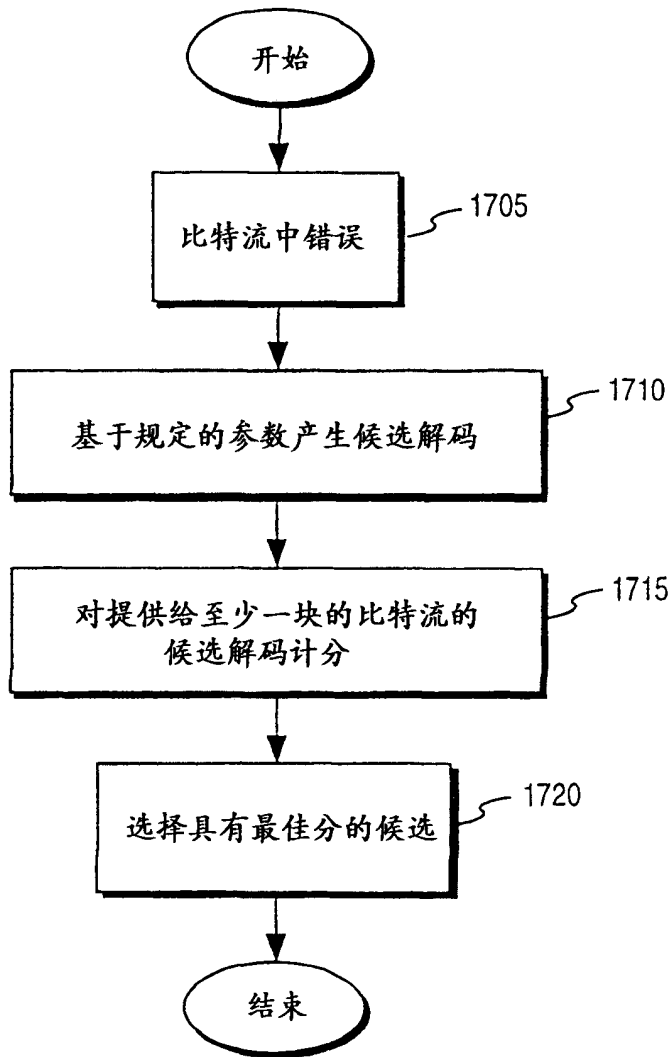 开始
比特流中错误
1705
基于规定的参数产生候选解码
1710
对提供给至少一块的比特流的
候选解码计分
1715
选择具有最佳分的候选
1720
结束